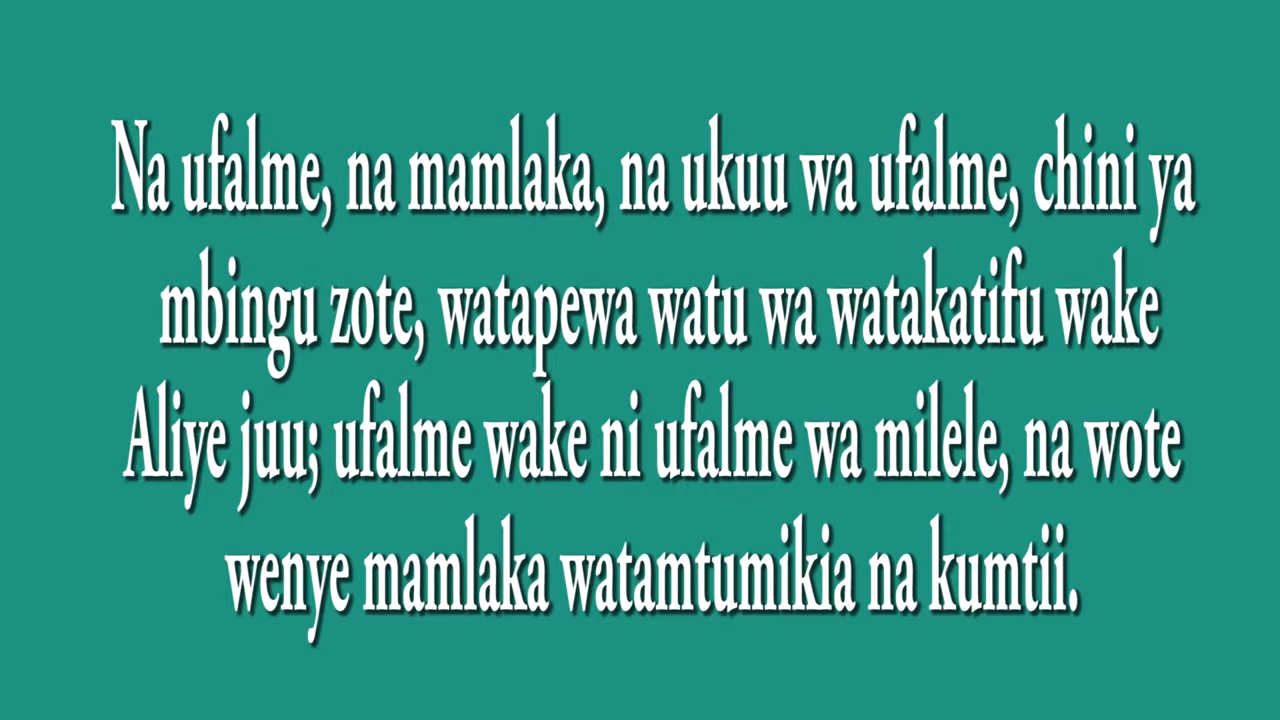 Na ufalme, na mamlaka, na ukuu wa ufalme, chini ya
mbingu zote, watapewa watu wa watakatifu wake
Aliye juu; ufalme wake ni ufalme wa milele, na wote
wenye mamlaka watamtumikia na kumtii.